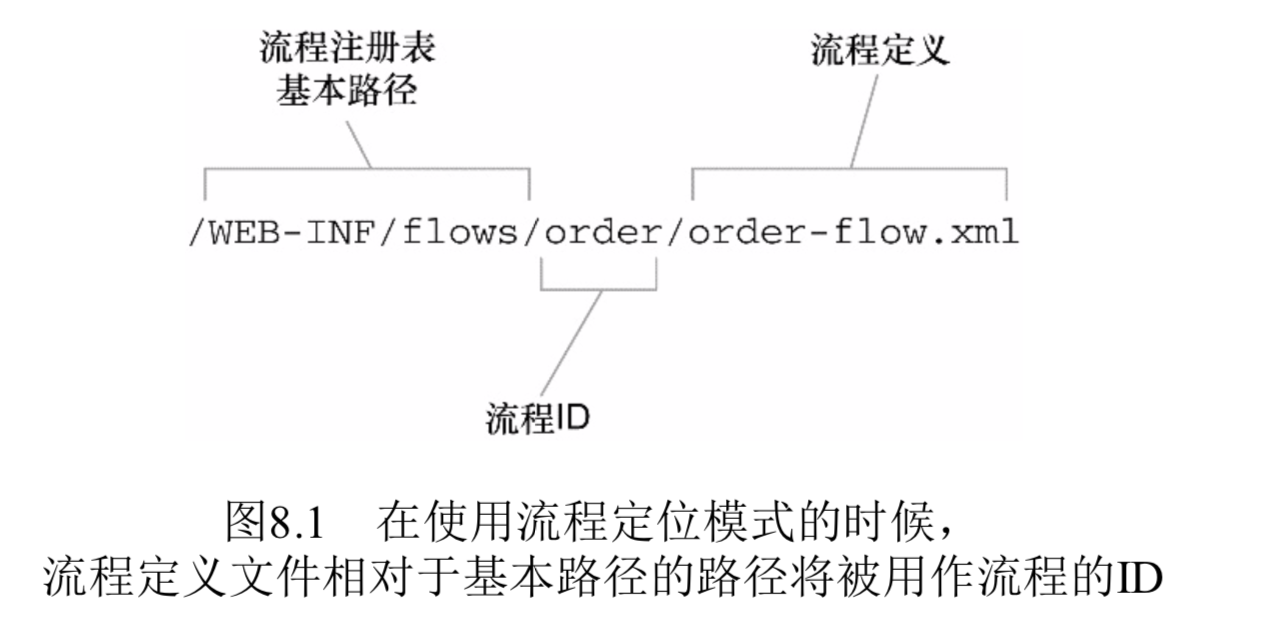 流程注册表
基本路径
流程定义
/WEB-INF/flows/order/order-flow.xml
流程ID
图8.1 在使用流程定位模式的时候，
流程定义文件相对于基本路径的路径将被用作流程的ID